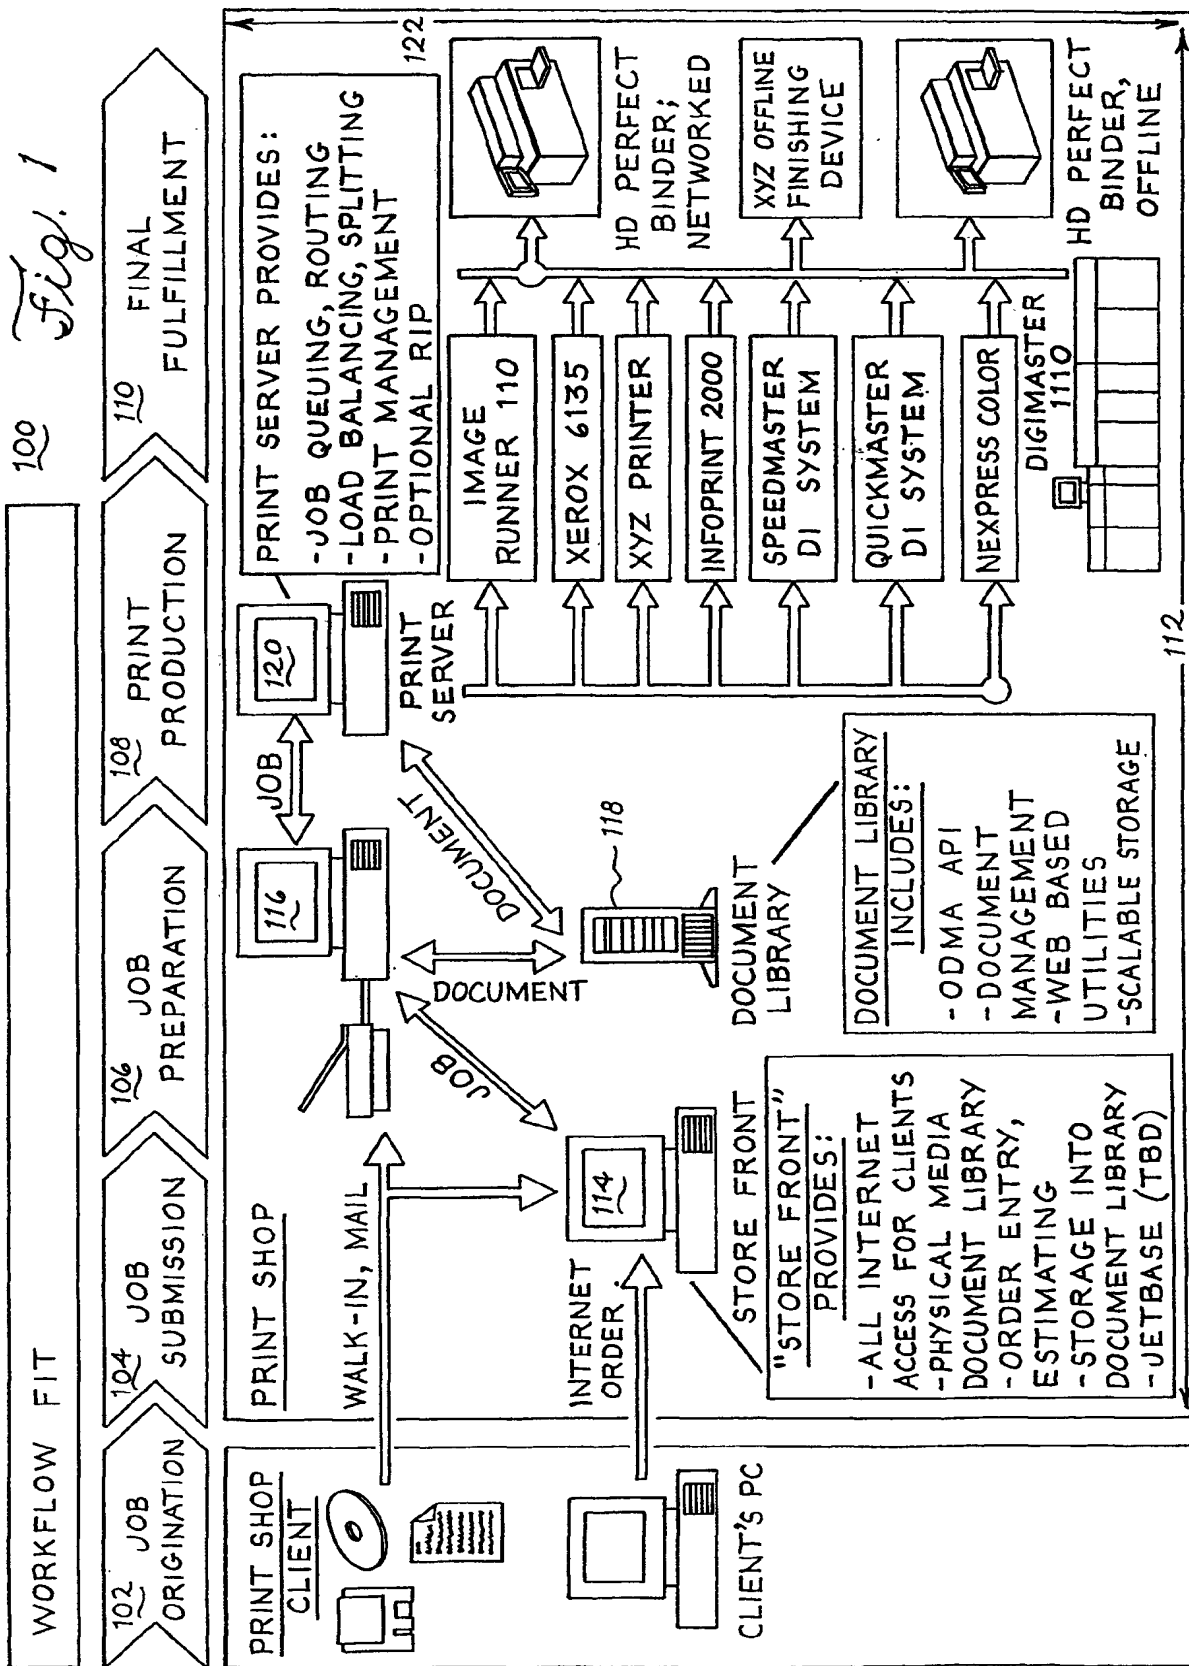 WORKFLOW FIT
100
Fig. 1
102 JOB
ORIGINATION
104 JOB
SUBMISSION
106 JOB
PREPARATION
108 PRINT
PRODUCTION
110 FINAL
FULFILLMENT
PRINT SHOP
CLIENT
CLIENT'S PC
PRINT SHOP
WALK-IN, MAIL
INTERNET
ORDER
114
STORE FRONT
"STORE FRONT"
PROVIDES:
-ALL INTERNET
ACCESS FOR CLIENTS
-PHYSICAL MEDIA
DOCUMENT LIBRARY
-ORDER ENTRY,
ESTIMATING
-STORAGE INTO
DOCUMENT LIBRARY
-JETBASE (TBD)
116
JOB
JOB
DOCUMENT
DOCUMENT
118
DOCUMENT
LIBRARY
DOCUMENT LIBRARY
INCLUDES:
-ODMA API
-DOCUMENT
MANAGEMENT
-WEB BASED
UTILITIES
-SCALABLE STORAGE
120
PRINT
SERVER
PRINT SERVER PROVIDES:
-JOB QUEUING, ROUTING
-LOAD BALANCING, SPLITTING
-PRINT MANAGEMENT
-OPTIONAL RIP
122
IMAGE
RUNNER 110
XEROX 6135
XYZ PRINTER
INFOPRINT 2000
SPEEDMASTER
DI SYSTEM
QUICKMASTER
DI SYSTEM
NEXPRESS COLOR
DIGIMASTER
1110
HD PERFECT
BINDER;
NETWORKED
XYZ OFFLINE
FINISHING
DEVICE
HD PERFECT
BINDER,
OFFLINE
112